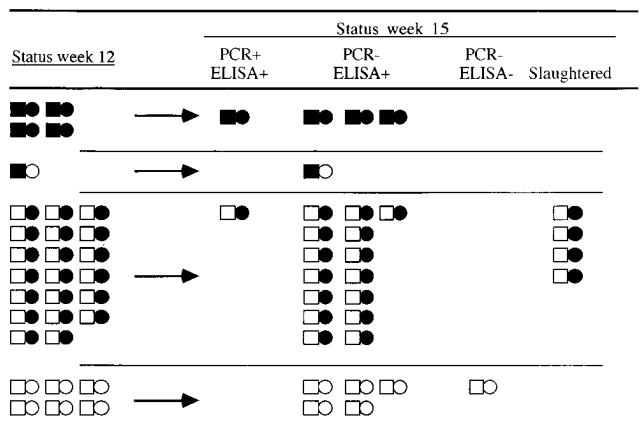 Status week 15
Status week 12
PCR+ PCR- PCR-
ELISA+ ELISA+ ELISA- Slaughtered